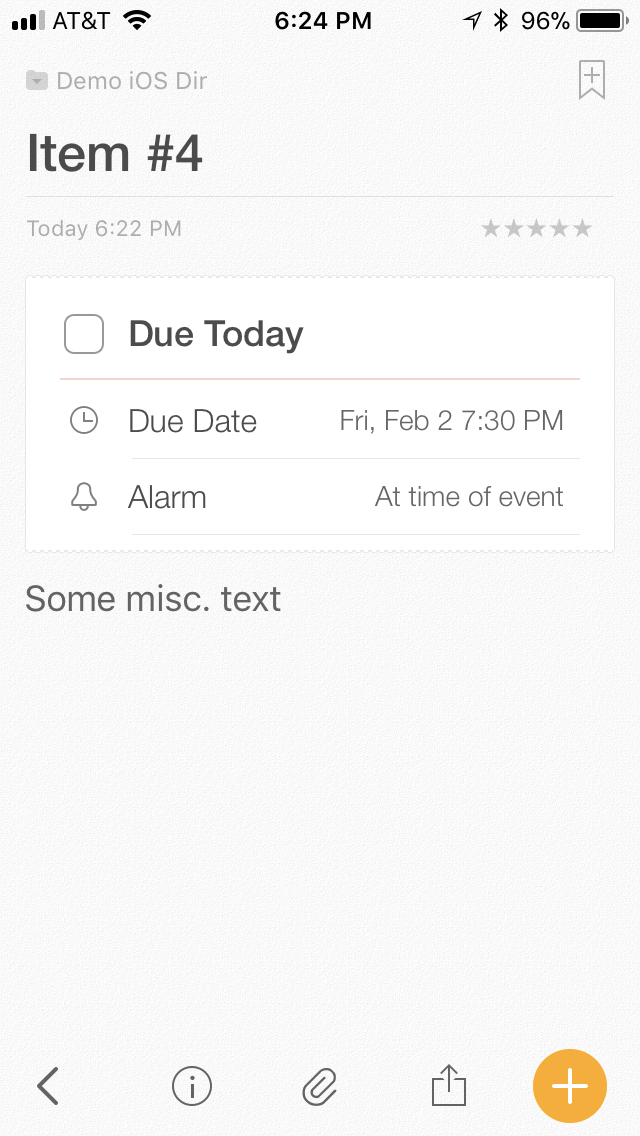 AT&T 6:24 PM 96%
Demo iOS Dir
Item #4
Today 6:22 PM
Due Today
Due Date Fri, Feb 2 7:30 PM
Alarm At time of event
Some misc. text